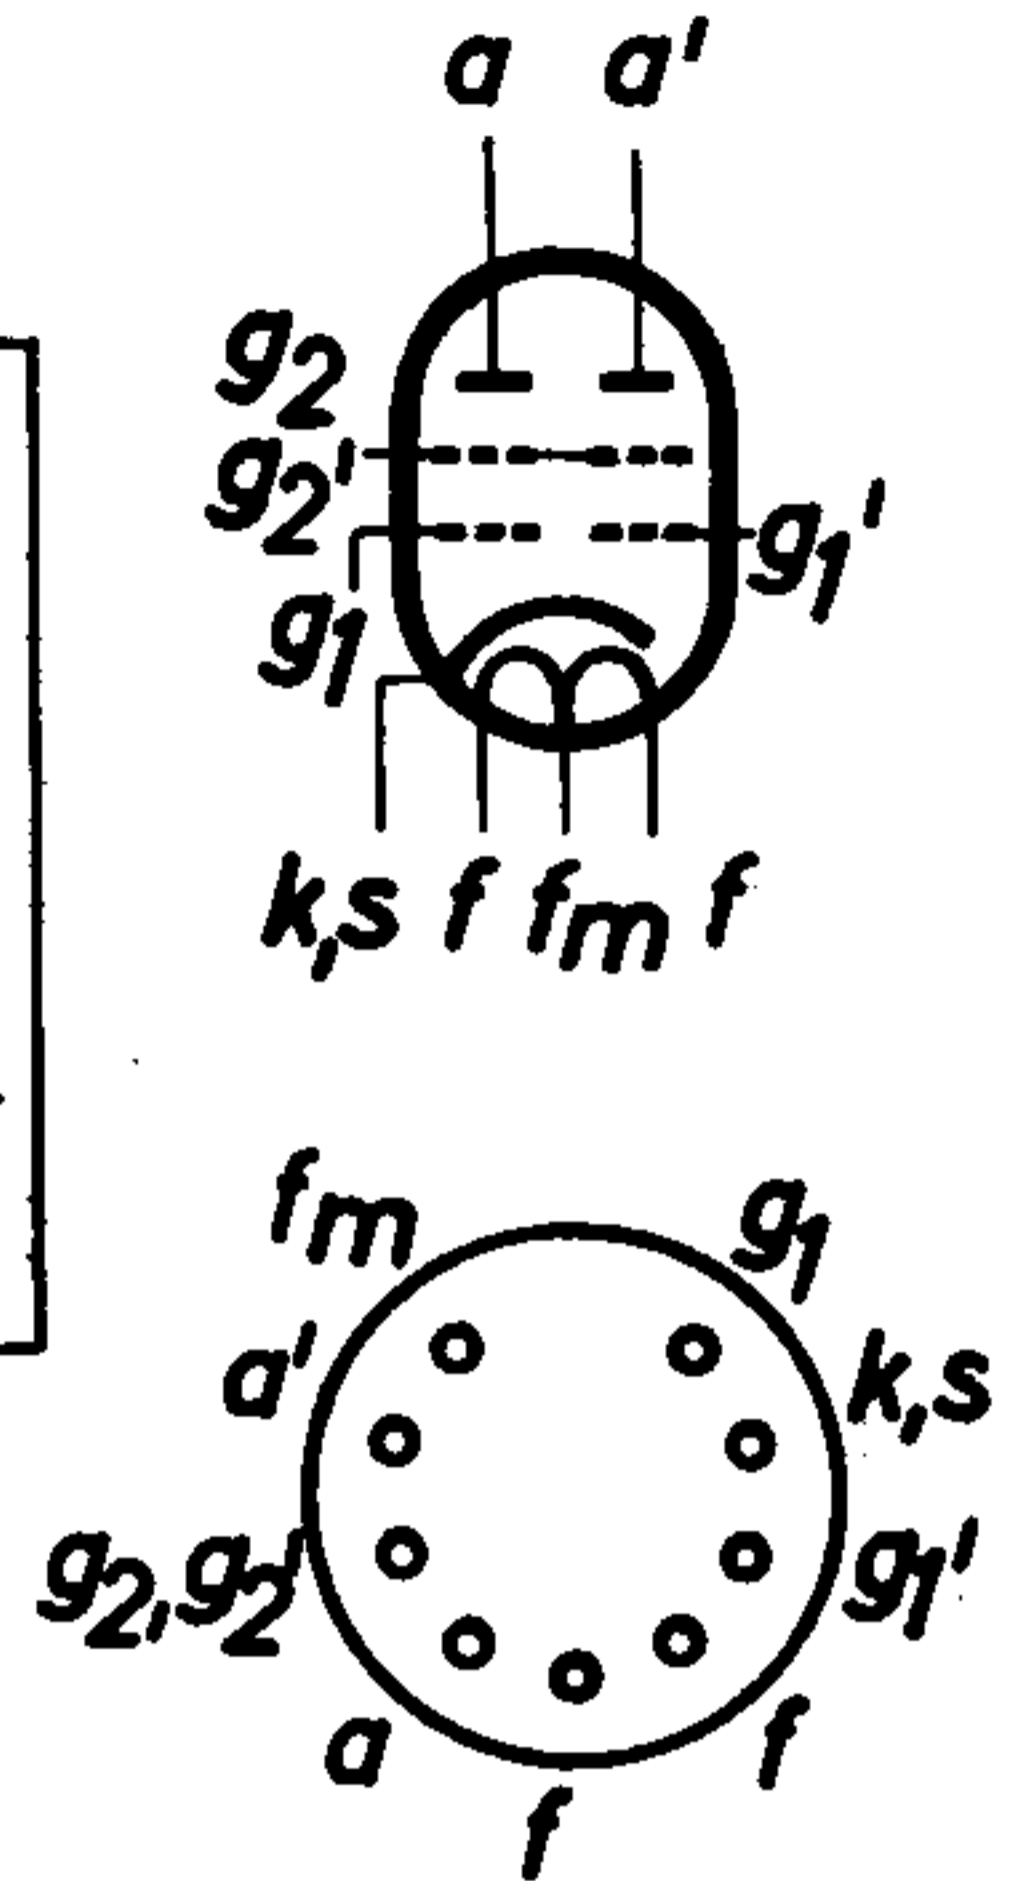 a a'
g2
g2'
g1 g1'
k,s f fm f
fm g1
a' k,s
g2,g2' g1'
a f
f